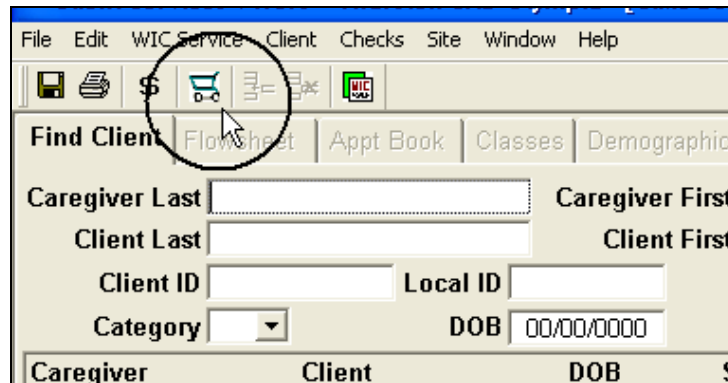 File Edit WIC Service Client Checks Site Window Help
$ WIC
Find Client Flowsheet Appt Book Classes Demographic
Caregiver Last Caregiver First
Client Last Client First
Client ID Local ID
Category DOB 00/00/0000
Caregiver Client DOB